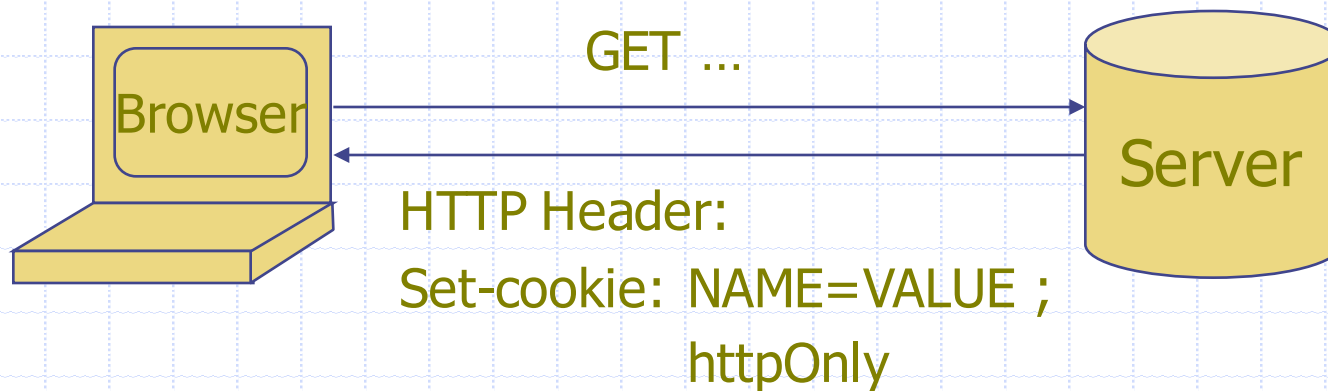 GET ...
Browser
Server
HTTP Header:
Set-cookie: NAME=VALUE ;
httpOnly